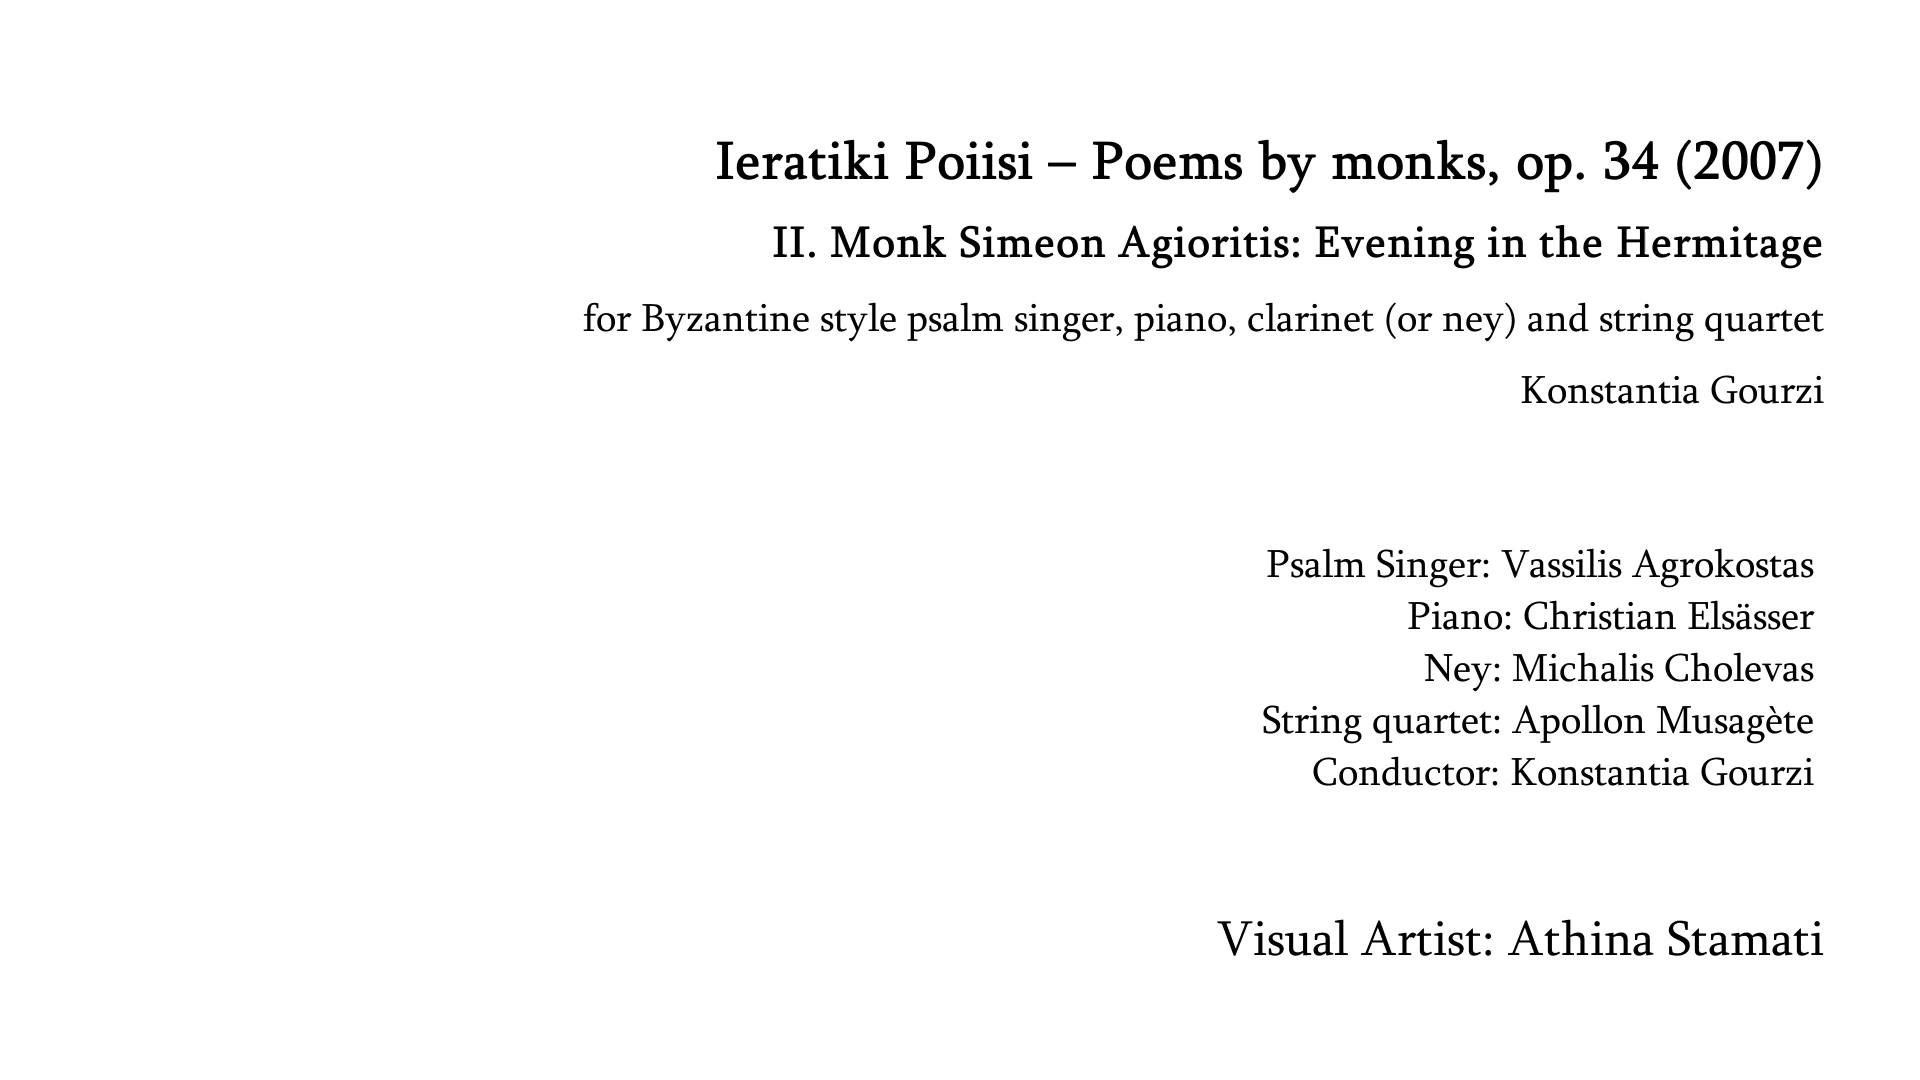 Ieratiki Poiisi – Poems by monks, op. 34 (2007)
II. Monk Simeon Agioritis: Evening in the Hermitage
for Byzantine style psalm singer, piano, clarinet (or ney) and string quartet
Konstantia Gourzi
Psalm Singer: Vassilis Agrokostas
Piano: Christian Elsässer
Ney: Michalis Cholevas
String quartet: Apollon Musagète
Conductor: Konstantia Gourzi
Visual Artist: Athina Stamati